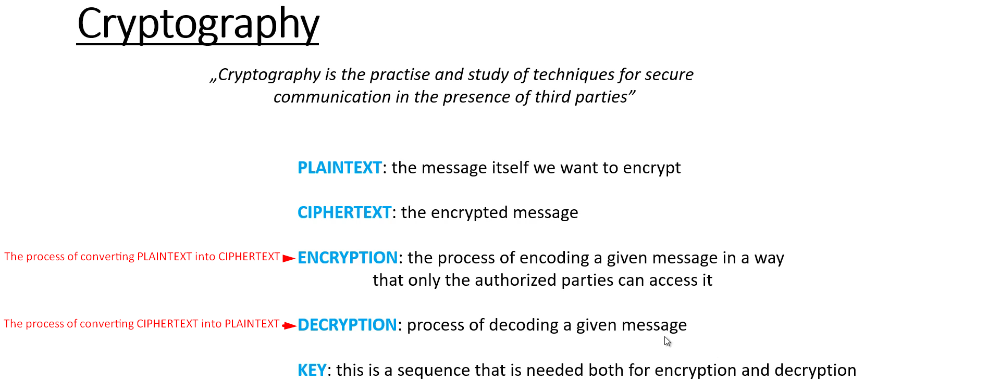 Cryptography
„Cryptography is the practise and study of techniques for secure
communication in the presence of third parties”
PLAINTEXT: the message itself we want to encrypt
CIPHERTEXT: the encrypted message
The process of converting PLAINTEXT into CIPHERTEXT
ENCRYPTION: the process of encoding a given message in a way
that only the authorized parties can access it
The process of converting CIPHERTEXT into PLAINTEXT
DECRYPTION: process of decoding a given message
KEY: this is a sequence that is needed both for encryption and decryption